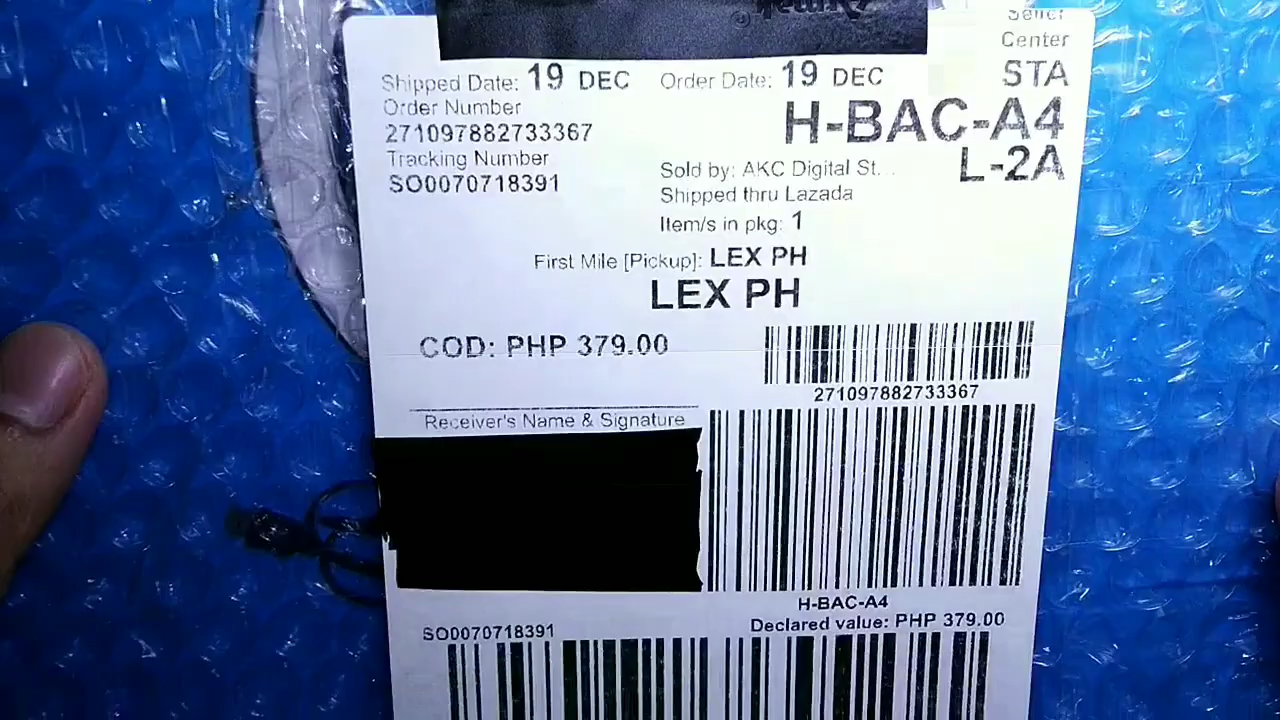 Seller
Center
Shipped Date: 19 DEC
Order Date: 19 DEC
STA
Order Number
271097882733367
H-BAC-A4
Tracking Number
SO0070718391
Sold by: AKC Digital St...
L-2A
Shipped thru Lazada
Item/s in pkg: 1
First Mile [Pickup]: LEX PH
LEX PH
COD: PHP 379.00
271097882733367
Receiver's Name & Signature
H-BAC-A4
SO0070718391
Declared value: PHP 379.00